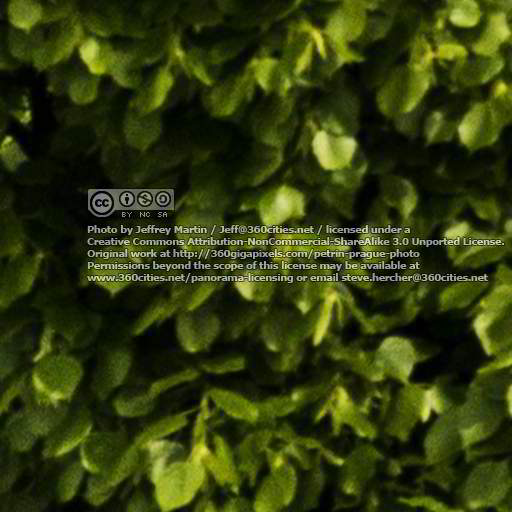 cc BY NC SA
Photo by Jeffrey Martin / Jeff@360cities.net / licensed under a
Creative Commons Attribution-NonCommercial-ShareAlike 3.0 Unported License.
Original work at http://360gigapixels.com/petrin-prague-photo
Permissions beyond the scope of this license may be available at
www.360cities.net/panorama-licensing or email steve.hercher@360cities.net